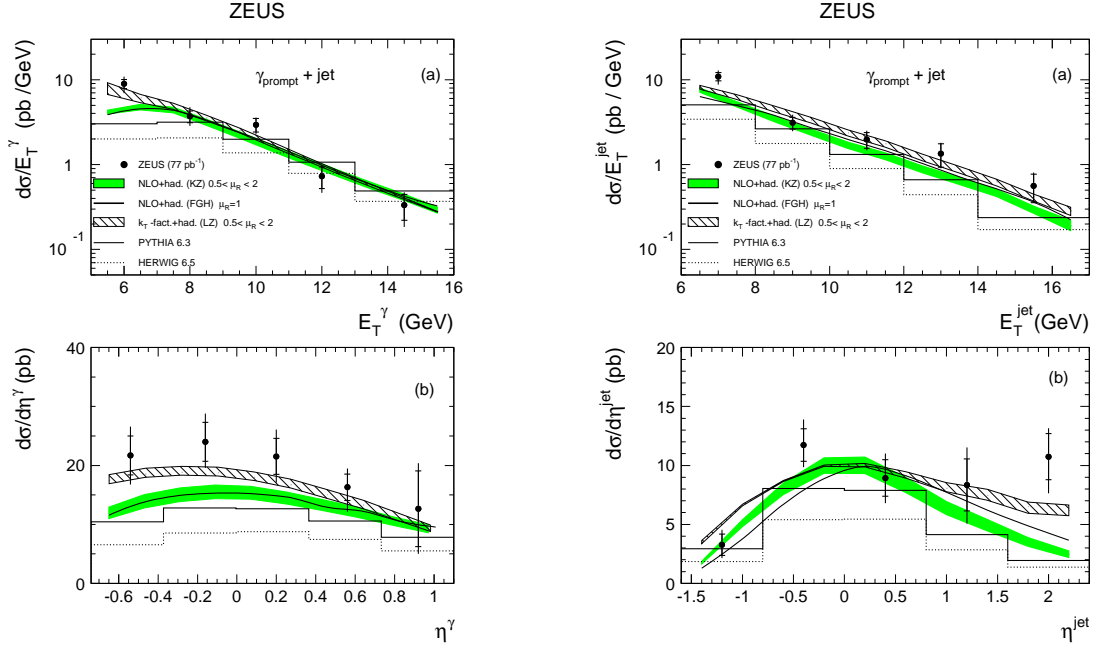 ZEUS
dσ/E_T^γ (pb /GeV)
γ_prompt + jet
(a)
10
1
10^-1
ZEUS (77 pb^-1)
NLO+had. (KZ) 0.5< μ_R < 2
NLO+had. (FGH) μ_R=1
k_T -fact.+had. (LZ) 0.5< μ_R < 2
PYTHIA 6.3
HERWIG 6.5
6 8 10 12 14 16
E_T^γ (GeV)
dσ/dη^γ (pb)
(b)
40
30
20
10
0
-0.6 -0.4 -0.2 0 0.2 0.4 0.6 0.8 1
η^γ
ZEUS
dσ/E_T^jet (pb / GeV)
γ_prompt + jet
(a)
10
1
10^-1
ZEUS (77 pb^-1)
NLO+had. (KZ) 0.5< μ_R < 2
NLO+had. (FGH) μ_R=1
k_T -fact.+had. (LZ) 0.5< μ_R < 2
PYTHIA 6.3
HERWIG 6.5
6 8 10 12 14 16
E_T^jet (GeV)
dσ/dη^jet (pb)
(b)
20
15
10
5
0
-1.5 -1 -0.5 0 0.5 1 1.5 2
η^jet